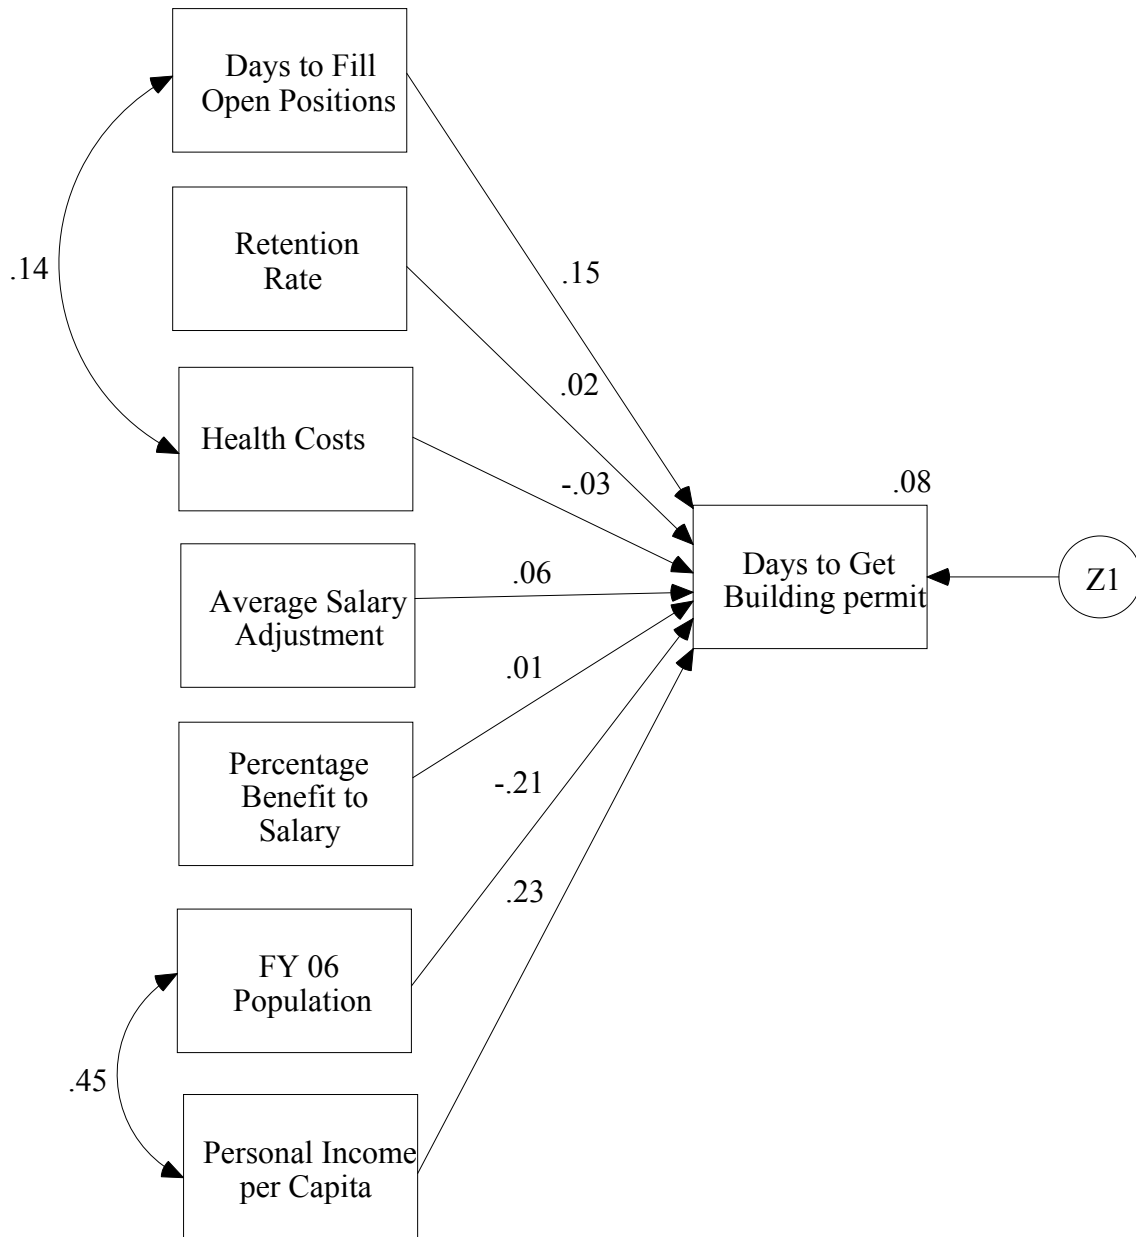 Days to Fill
Open Positions
Retention
Rate
.14
.15
.02
Health Costs
-.03
.08
Average Salary
Adjustment
.06
Days to Get
Building permit
Z1
.01
Percentage
Benefit to
Salary
-.21
.23
FY 06
Population
.45
Personal Income
per Capita